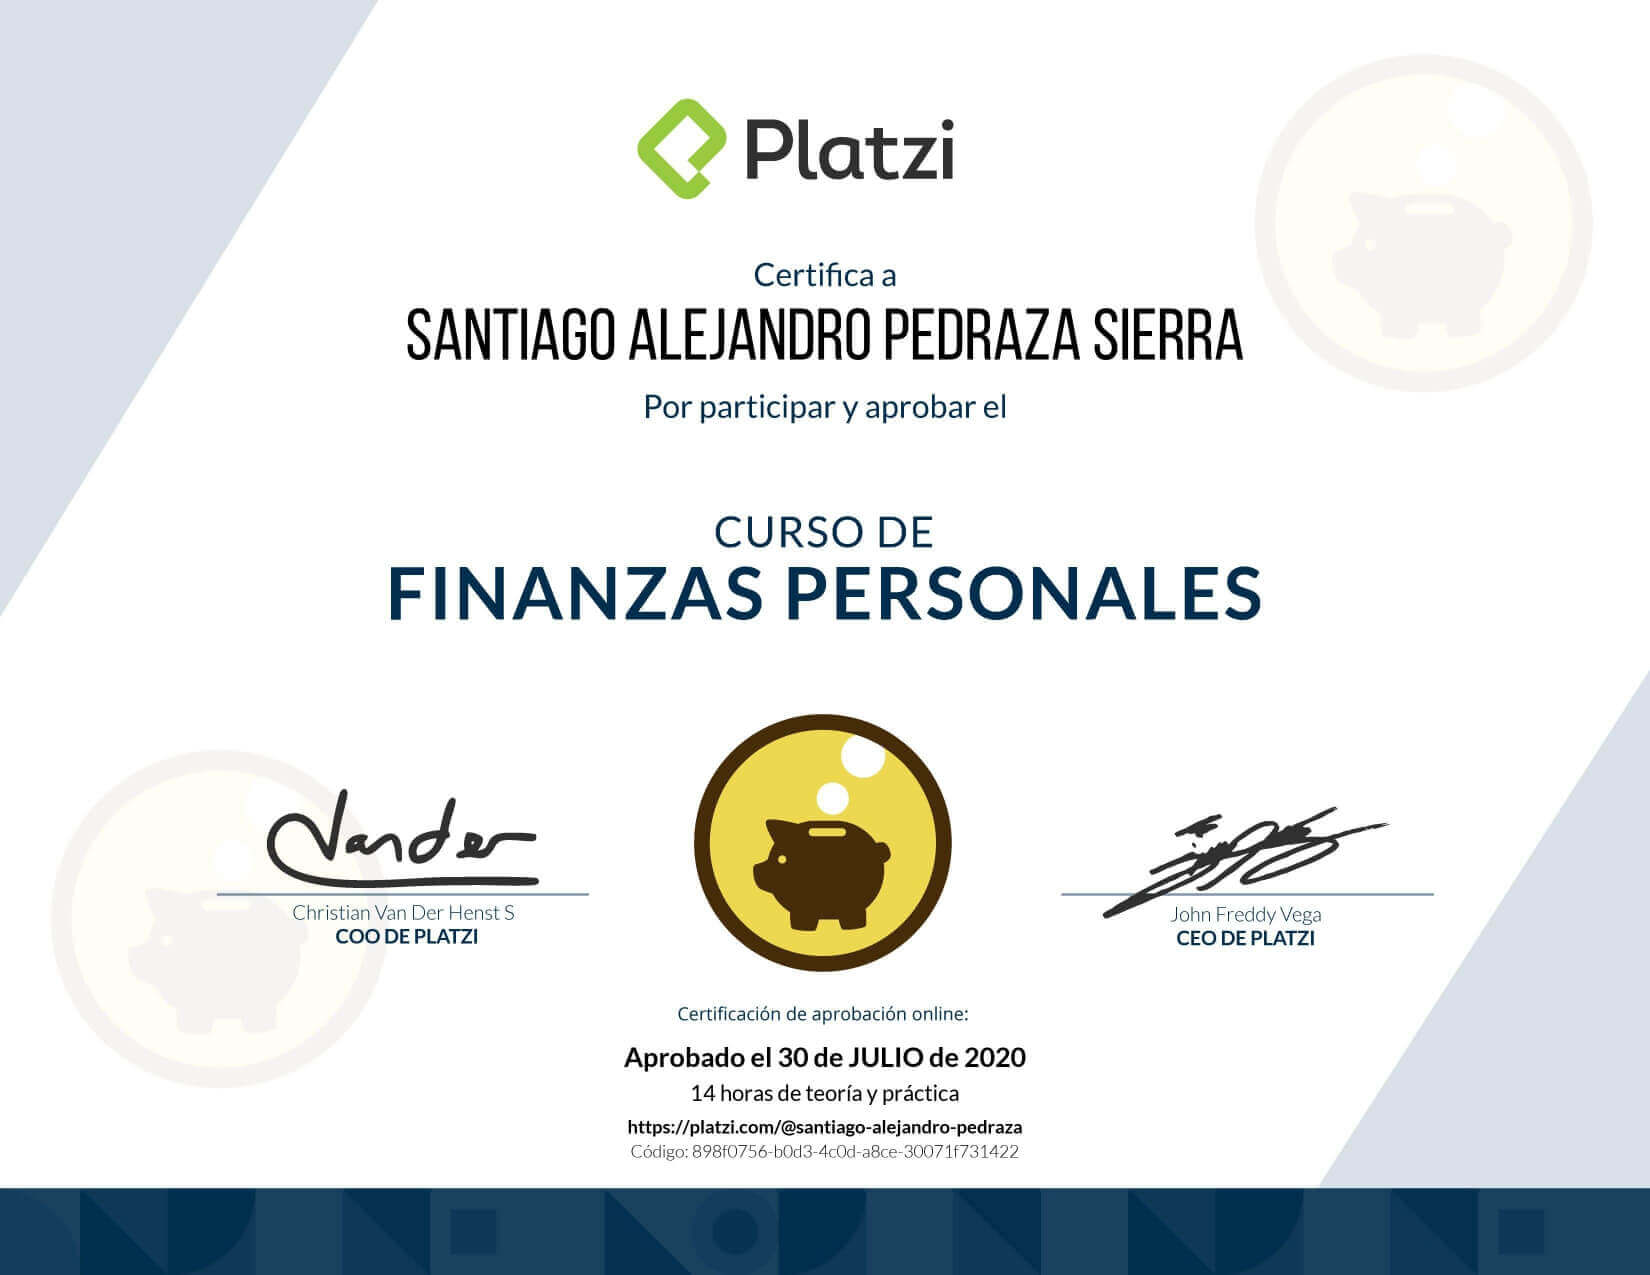 Platzi
Certifica a
SANTIAGO ALEJANDRO PEDRAZA SIERRA
Por participar y aprobar el
CURSO DE
FINANZAS PERSONALES
Vander
Christian Van Der Henst S
COO DE PLATZI
John Freddy Vega
CEO DE PLATZI
Certificación de aprobación online:
Aprobado el 30 de JULIO de 2020
14 horas de teoría y práctica
https://platzi.com/@santiago-alejandro-pedraza
Código: 898f0756-b0d3-4c0d-a8ce-30071f731422